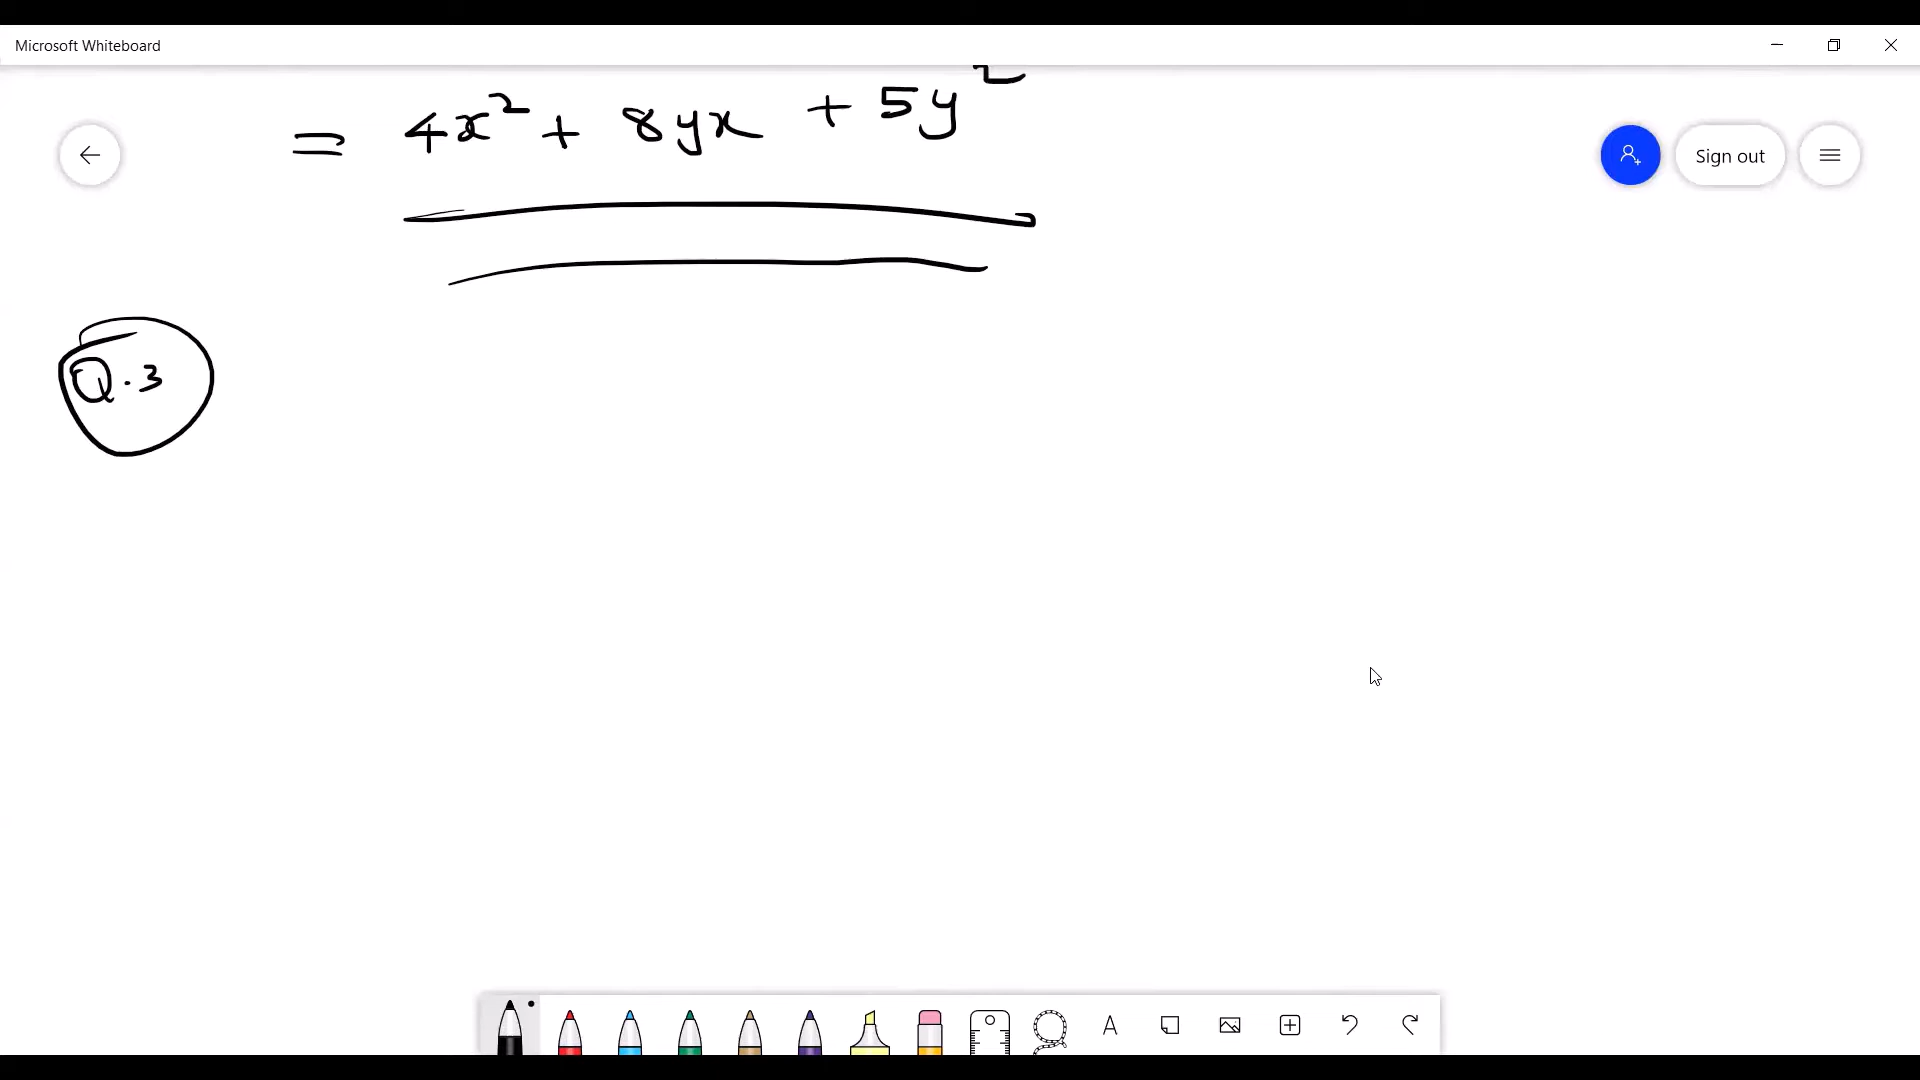 Microsoft Whiteboard
= 4x² + 8yx + 5y²
Sign out
Q.3
A